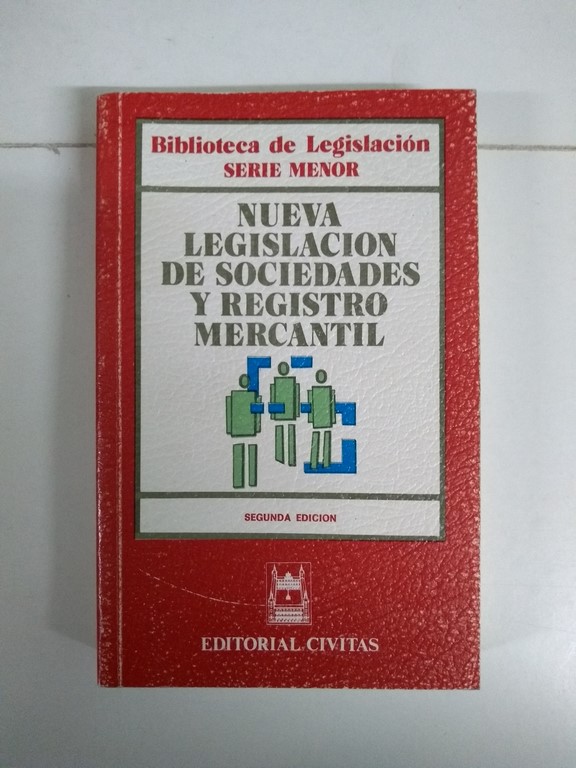 Biblioteca de Legislación
SERIE MENOR
NUEVA
LEGISLACION
DE SOCIEDADES
Y REGISTRO
MERCANTIL
SEGUNDA EDICION
EDITORIAL CIVITAS